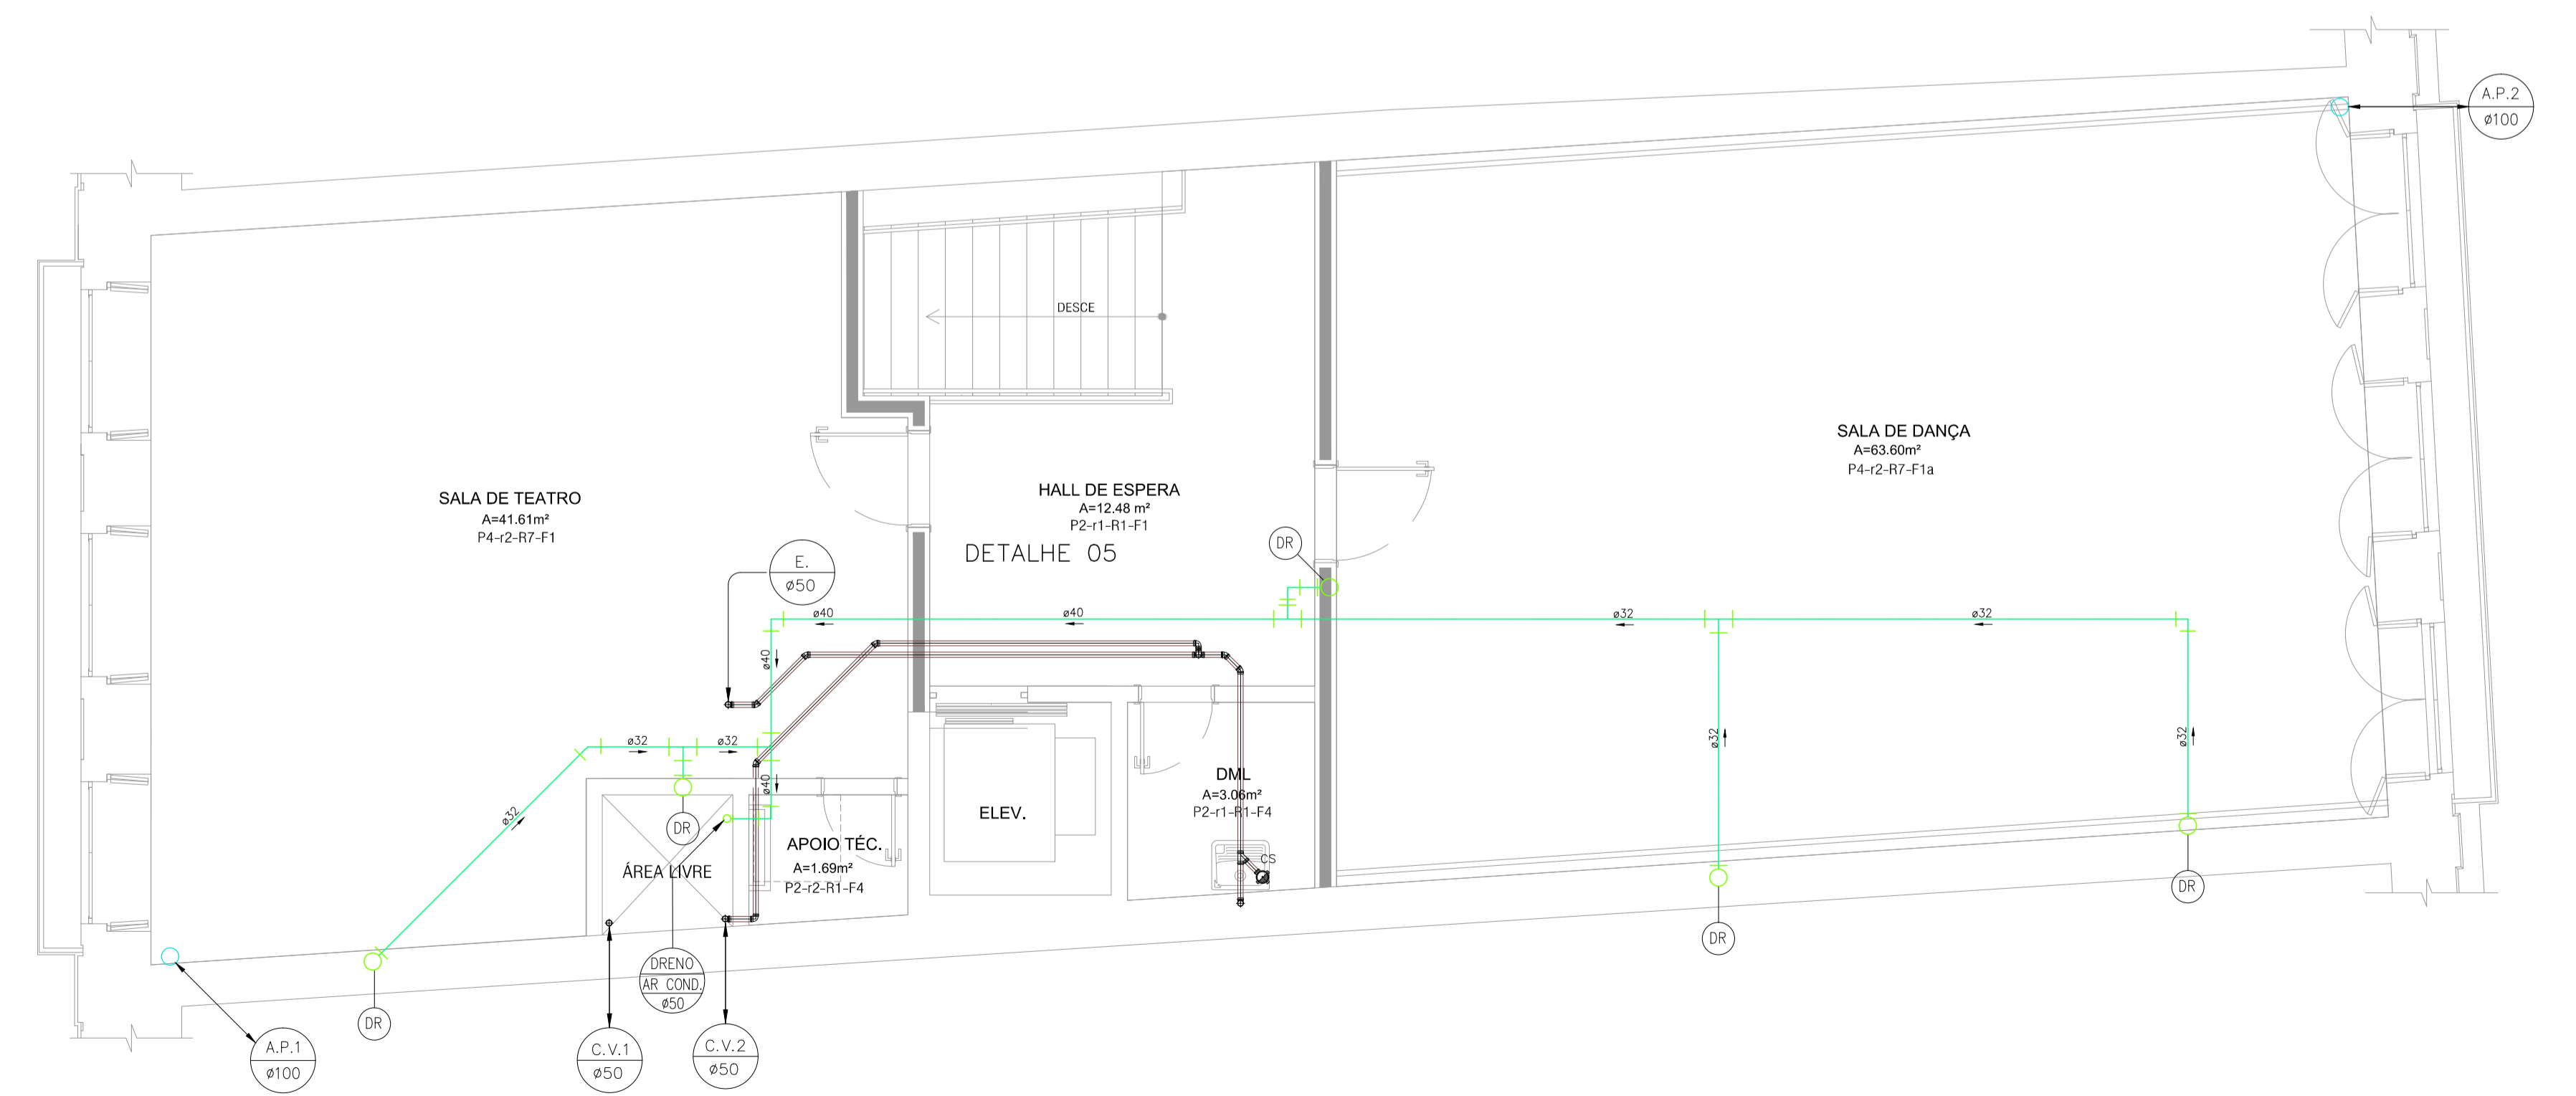 A.P.2
ø100
DESCE
SALA DE DANÇA
A=63.60m²
P4-r2-R7-F1a
SALA DE TEATRO
A=41.61m²
P4-r2-R7-F1
HALL DE ESPERA
A=12.48 m²
P2-r1-R1-F1
DETALHE 05
DR
E.
ø50
ø40
ø40
ø32
ø32
ø40
ø32
ø32
ø32
ø32
ø40
ø32
DML
A=3.06m²
P2-r1-R1-F4
ELEV.
DR
APOIO TÉC.
A=1.69m²
P2-r2-R1-F4
ÁREA LIVRE
CS
DR
DR
DRENO
AR COND.
ø50
DR
A.P.1
ø100
C.V.1
ø50
C.V.2
ø50